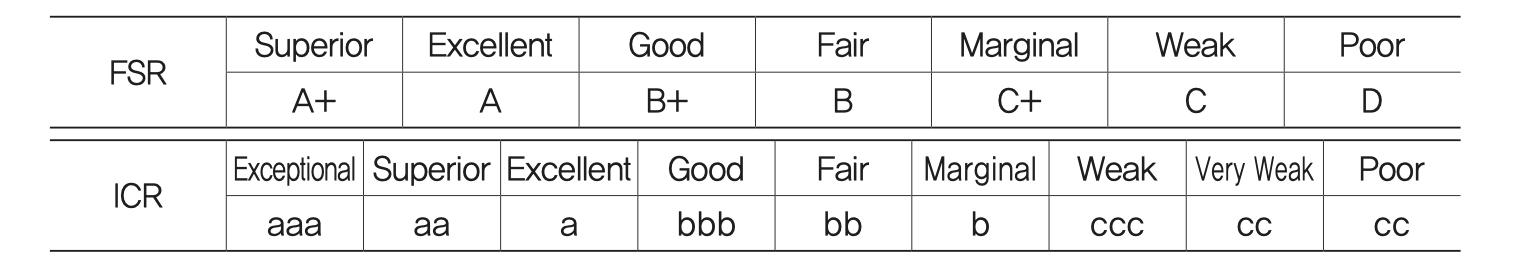 FSR
Superior Excellent Good Fair Marginal Weak Poor
A+ A B+ B C+ C D
ICR
Exceptional Superior Excellent Good Fair Marginal Weak Very Weak Poor
aaa aa a bbb bb b ccc cc cc